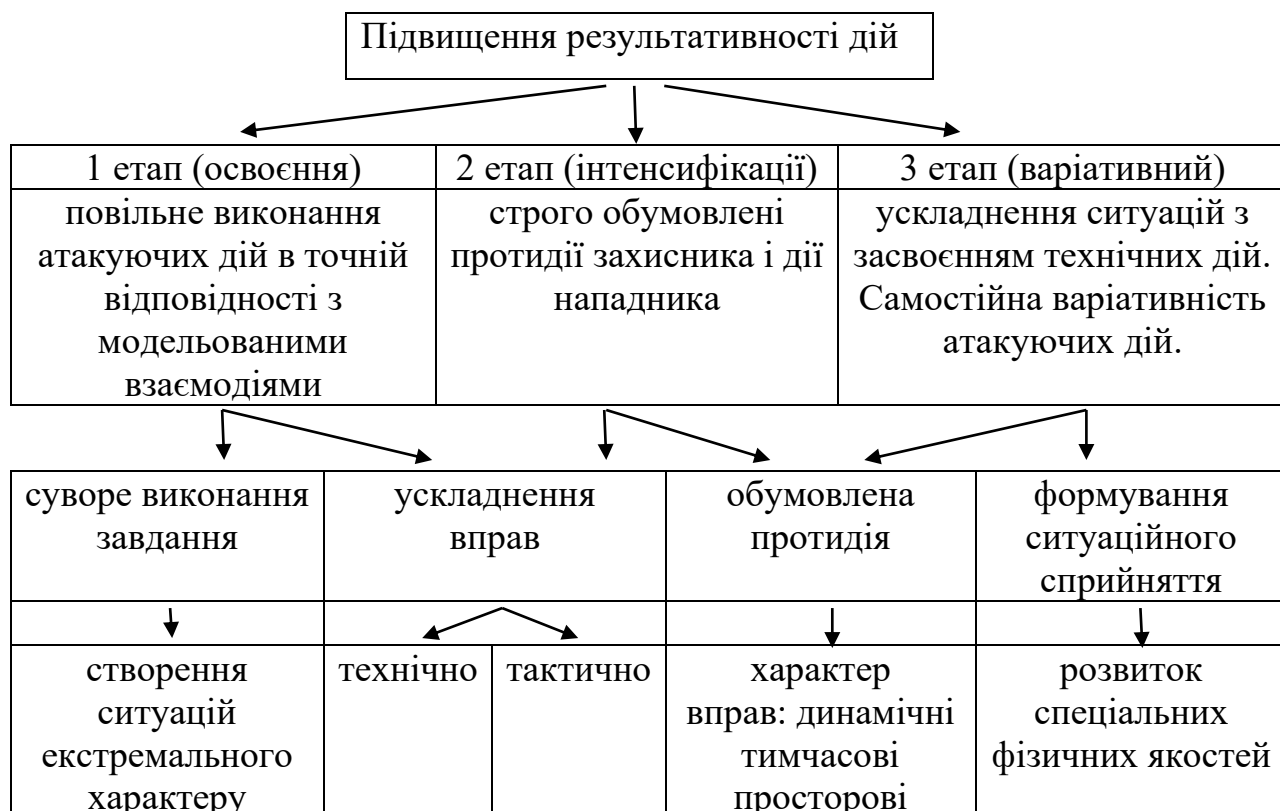 Підвищення результативності дій
1 етап (освоєння)
2 етап (інтенсифікації)
3 етап (варіативний)
повільне виконання
атакуючих дій в точній
відповідності з
модельованими
взаємодіями
строго обумовлені
протидії захисника і дії
нападника
ускладнення ситуацій з
засвоєнням технічних дій.
Самостійна варіативність
атакуючих дій.
суворе виконання
завдання
ускладнення
вправ
обумовлена
протидія
формування
ситуаційного
сприйняття
створення
ситуацій
екстремального
характеру
технічно
тактично
характер
вправ: динамічні
тимчасові
просторові
розвиток
спеціальних
фізичних якостей